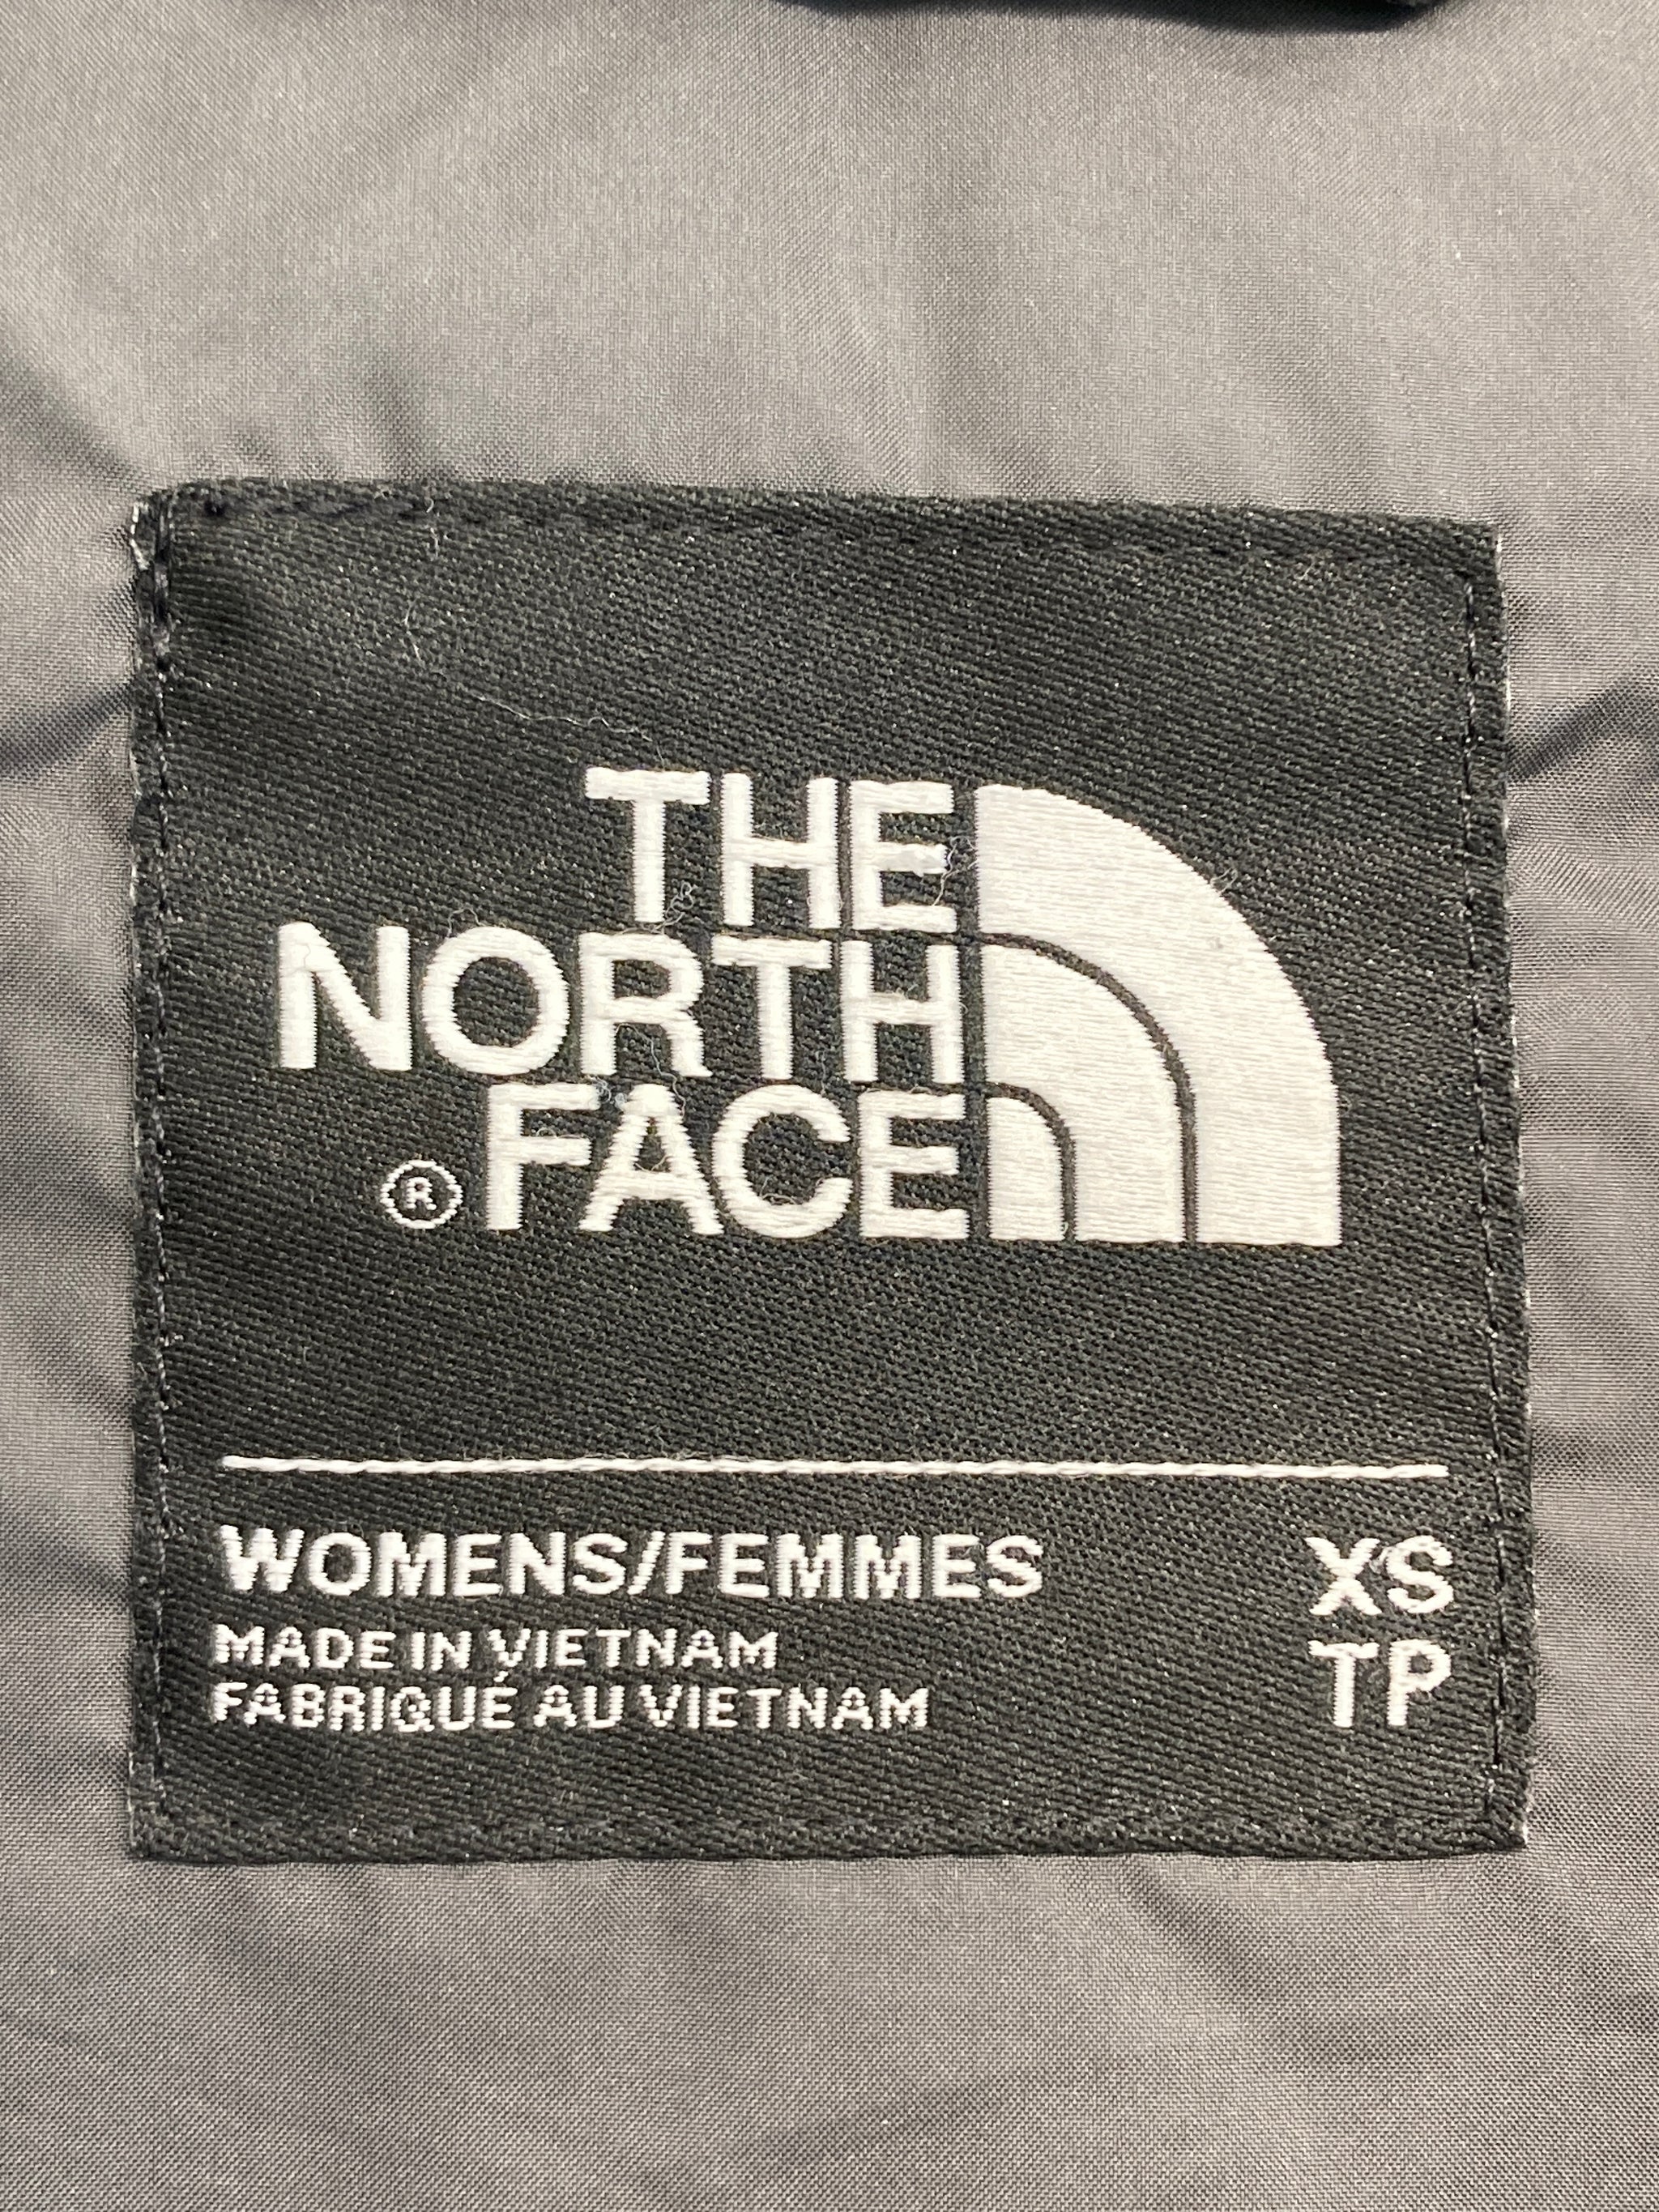 THE
NORTH
® FACE
WOMENS/FEMMES XS
MADE IN VIETNAM TP
FABRIQUÉ AU VIETNAM